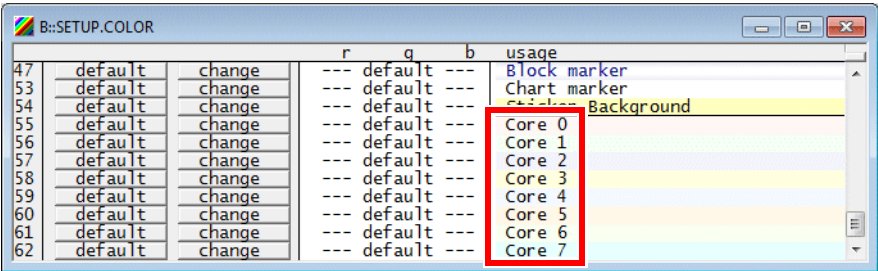 B::SETUP.COLOR
r g b usage
47 default change --- default --- Block marker
53 default change --- default --- Chart marker
54 default change --- default --- Sticker Background
55 default change --- default --- Core 0
56 default change --- default --- Core 1
57 default change --- default --- Core 2
58 default change --- default --- Core 3
59 default change --- default --- Core 4
60 default change --- default --- Core 5
61 default change --- default --- Core 6
62 default change --- default --- Core 7